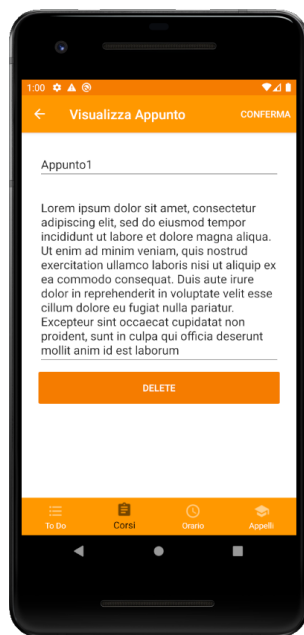 1:00
Visualizza Appunto CONFERMA
Appunto1
Lorem ipsum dolor sit amet, consectetur
adipiscing elit, sed do eiusmod tempor
incididunt ut labore et dolore magna aliqua.
Ut enim ad minim veniam, quis nostrud
exercitation ullamco laboris nisi ut aliquip ex
ea commodo consequat. Duis aute irure
dolor in reprehenderit in voluptate velit esse
cillum dolore eu fugiat nulla pariatur.
Excepteur sint occaecat cupidatat non
proident, sunt in culpa qui officia deserunt
mollit anim id est laborum
DELETE
To Do Corsi Orario Appelli